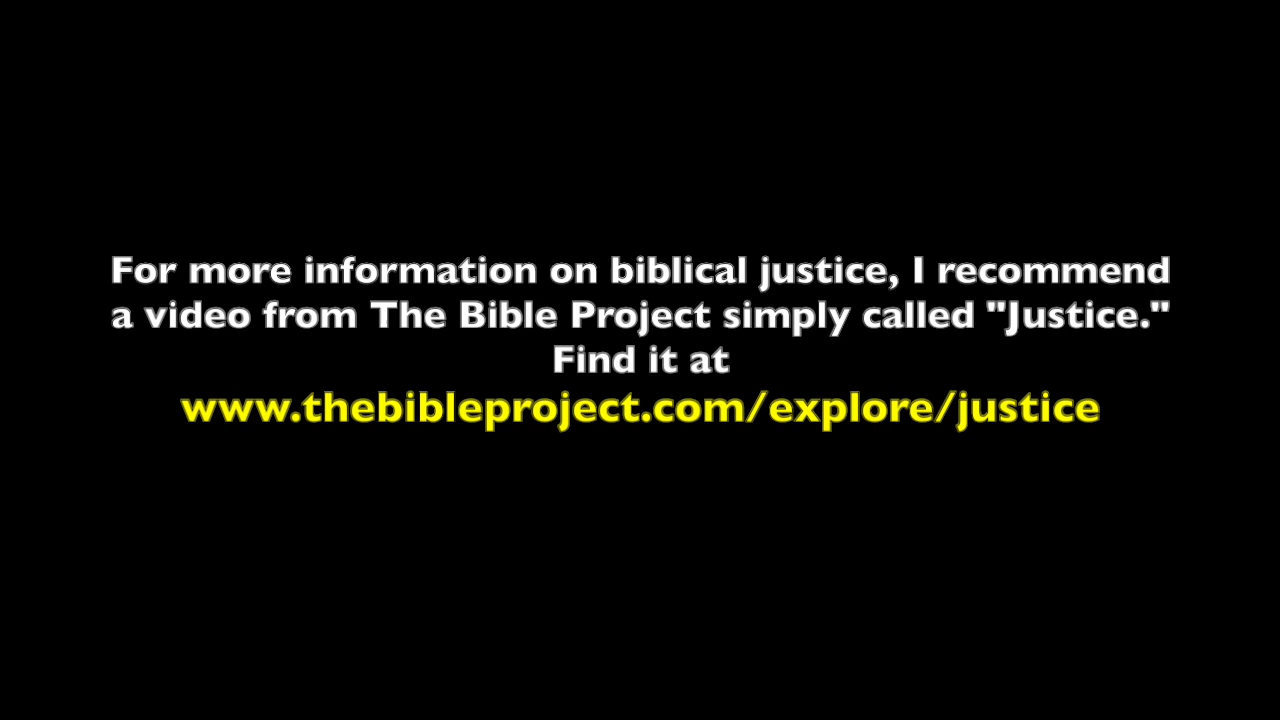 For more information on biblical justice, I recommend
a video from The Bible Project simply called "Justice."
Find it at
www.thebibleproject.com/explore/justice